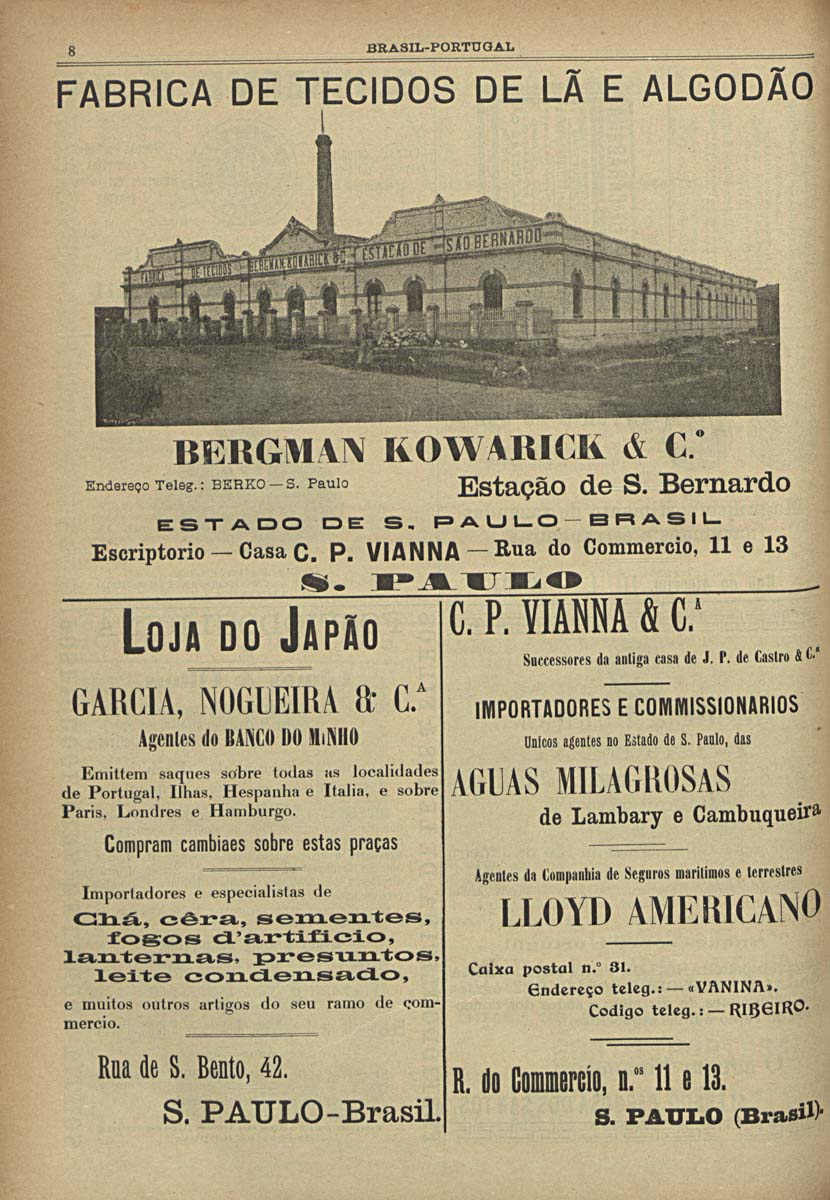 8
BRASIL-PORTUGAL
FABRICA DE TECIDOS DE LÃ E ALGODÃO
FABRICA DE TECIDOS BERGMAN KOWARICK & C.ª ESTAÇÃO DE SÃO BERNARDO
BERGMAN KOWARICK & C.º
Endereço Teleg.: BERKO — S. Paulo
Estação de S. Bernardo
ESTADO DE S. PAULO — BRASIL
Escriptorio — Casa C. P. VIANNA — Rua do Commercio, 11 e 13
S. PAULO
LOJA DO JAPÃO
GARCIA, NOGUEIRA & C.ᴬ
Agentes do BANCO DO MiNHO
Emittem saques sobre todas as localidades
de Portugal, Ilhas, Hespanha e Italia, e sobre
Paris, Londres e Hamburgo.
Compram cambiaes sobre estas praças
Importadores e especialistas de
Chá, cêra, sementes,
fogos d'artificio,
lanternas, presuntos,
leite condensado,
e muitos outros artigos do seu ramo de com-
mercio.
Rua de S. Bento, 42.
S. PAULO-Brasil.
C. P. VIANNA & C.ᴬ
Successores da antiga casa de J. P. de Castro & C.ª
IMPORTADORES E COMMISSIONARIOS
Unicos agentes no Estado de S. Paulo, das
AGUAS MILAGROSAS
de Lambary e Cambuqueira
Agentes da Companhia de Seguros maritimos e terrestres
LLOYD AMERICANO
Caixa postal n.º 31.
Endereço teleg.: — «VANINA».
Codigo teleg.: — RIBEIRO.
R. do Commercio, n.ºˢ 11 e 13.
S. PAULO (Brasil).